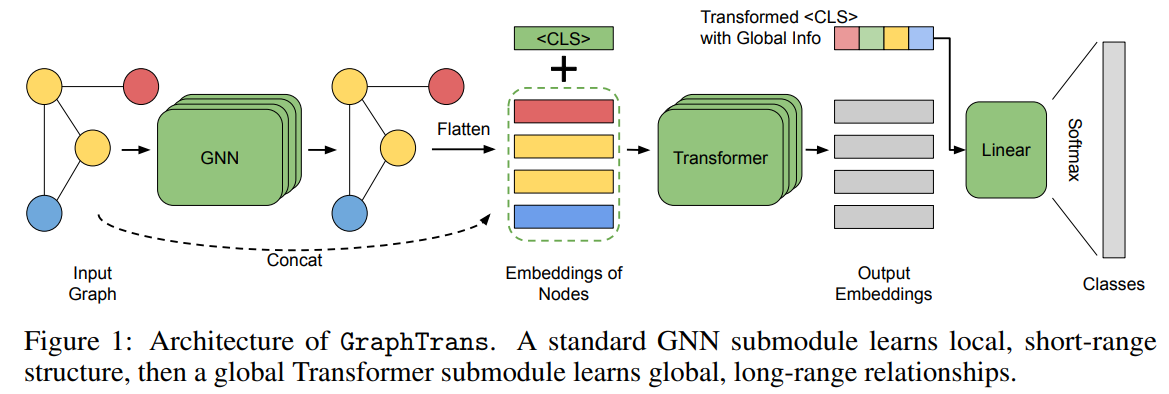 <CLS>
Transformed <CLS>
with Global Info
+
Flatten
GNN
Transformer
Linear
Softmax
Concat
Input
Graph
Embeddings of
Nodes
Output
Embeddings
Classes
Figure 1: Architecture of GraphTrans. A standard GNN submodule learns local, short-range
structure, then a global Transformer submodule learns global, long-range relationships.